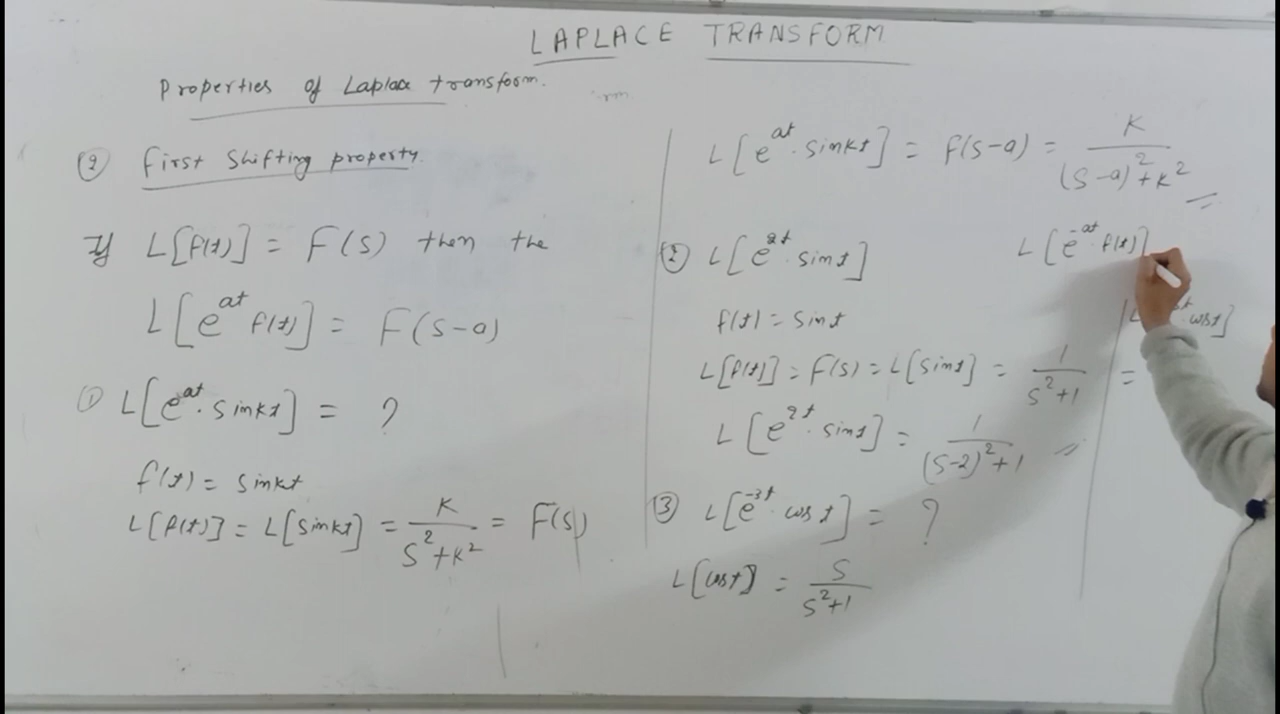 LAPLACE TRANSFORM
Properties of Laplace transform.
(2) First Shifting property.
If L[f(t)] = F(s) then the
L[e^{at} f(t)] = F(s-a)
① L[e^{at}. sinkt] = ?
f(t) = sinkt
L[f(t)] = L[sinkt] = K/(s²+k²) = F(s)
L[e^{at}. sinkt] = F(s-a) = K/((s-a)²+k²)
② L[e^{2t}. sint]
f(t) = sint
L[f(t)] = F(s) = L[sint] = 1/(s²+1)
L[e^{2t}. sint] = 1/((s-2)²+1)
③ L[e^{-3t}. cost] = ?
L[cost] = s/(s²+1)
L[e^{-at}. f(t)]
cost]
=